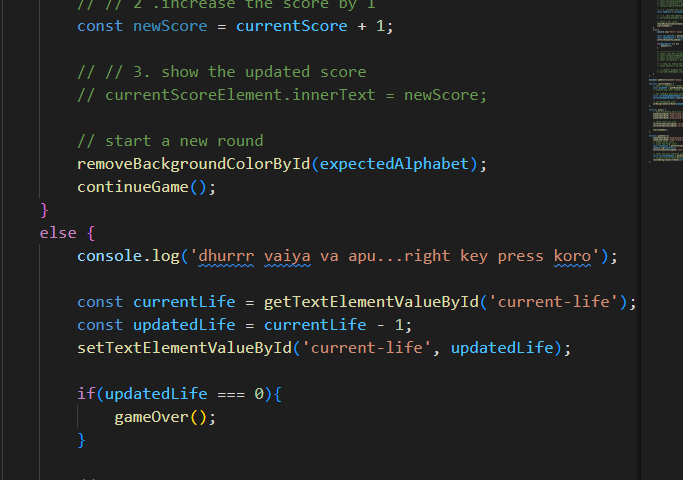 // // 2 .increase the score by 1
const newScore = currentScore + 1;
// // 3. show the updated score
// currentScoreElement.innerText = newScore;
// start a new round
removeBackgroundColorById(expectedAlphabet);
continueGame();
}
else {
console.log('dhurrr vaiya va apu...right key press koro');
const currentLife = getTextElementValueById('current-life');
const updatedLife = currentLife - 1;
setTextElementValueById('current-life', updatedLife);
if(updatedLife === 0){
gameOver();
}